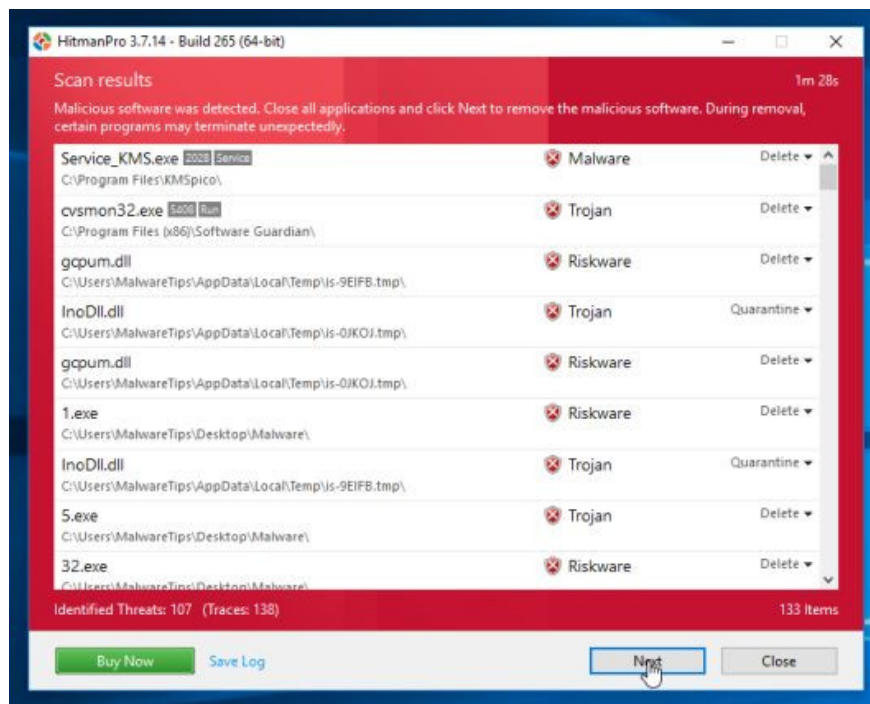 HitmanPro 3.7.14 - Build 265 (64-bit)
Scan results 1m 28s
Malicious software was detected. Close all applications and click Next to remove the malicious software. During removal,
certain programs may terminate unexpectedly.
Service_KMS.exe 2028 Service Malware Delete
C:\Program Files\KMSpico\
cvsmon32.exe 5408 Run Trojan Delete
C:\Program Files (x86)\Software Guardian\
gcpum.dll Riskware Delete
C:\Users\MalwareTips\AppData\Local\Temp\is-9EIFB.tmp\
InoDll.dll Trojan Quarantine
C:\Users\MalwareTips\AppData\Local\Temp\is-0JKOJ.tmp\
gcpum.dll Riskware Delete
C:\Users\MalwareTips\AppData\Local\Temp\is-0JKOJ.tmp\
1.exe Riskware Delete
C:\Users\MalwareTips\Desktop\Malware\
InoDll.dll Trojan Quarantine
C:\Users\MalwareTips\AppData\Local\Temp\is-9EIFB.tmp\
5.exe Trojan Delete
C:\Users\MalwareTips\Desktop\Malware\
32.exe Riskware Delete
C:\Users\MalwareTips\Desktop\Malware\
Identified Threats: 107 (Traces: 138) 133 Items
Buy Now Save Log Next Close